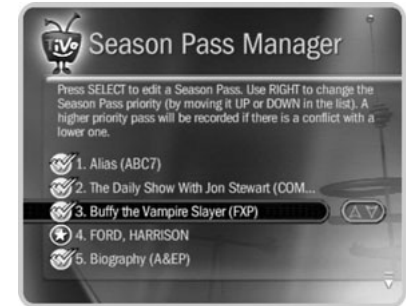 TiVo
Season Pass Manager
Press SELECT to edit a Season Pass. Use RIGHT to change the
Season Pass priority (by moving it UP or DOWN in the list). A
higher priority pass will be recorded if there is a conflict with a
lower one.
1. Alias (ABC7)
2. The Daily Show With Jon Stewart (COM...
3. Buffy the Vampire Slayer (FXP)
4. FORD, HARRISON
5. Biography (A&EP)